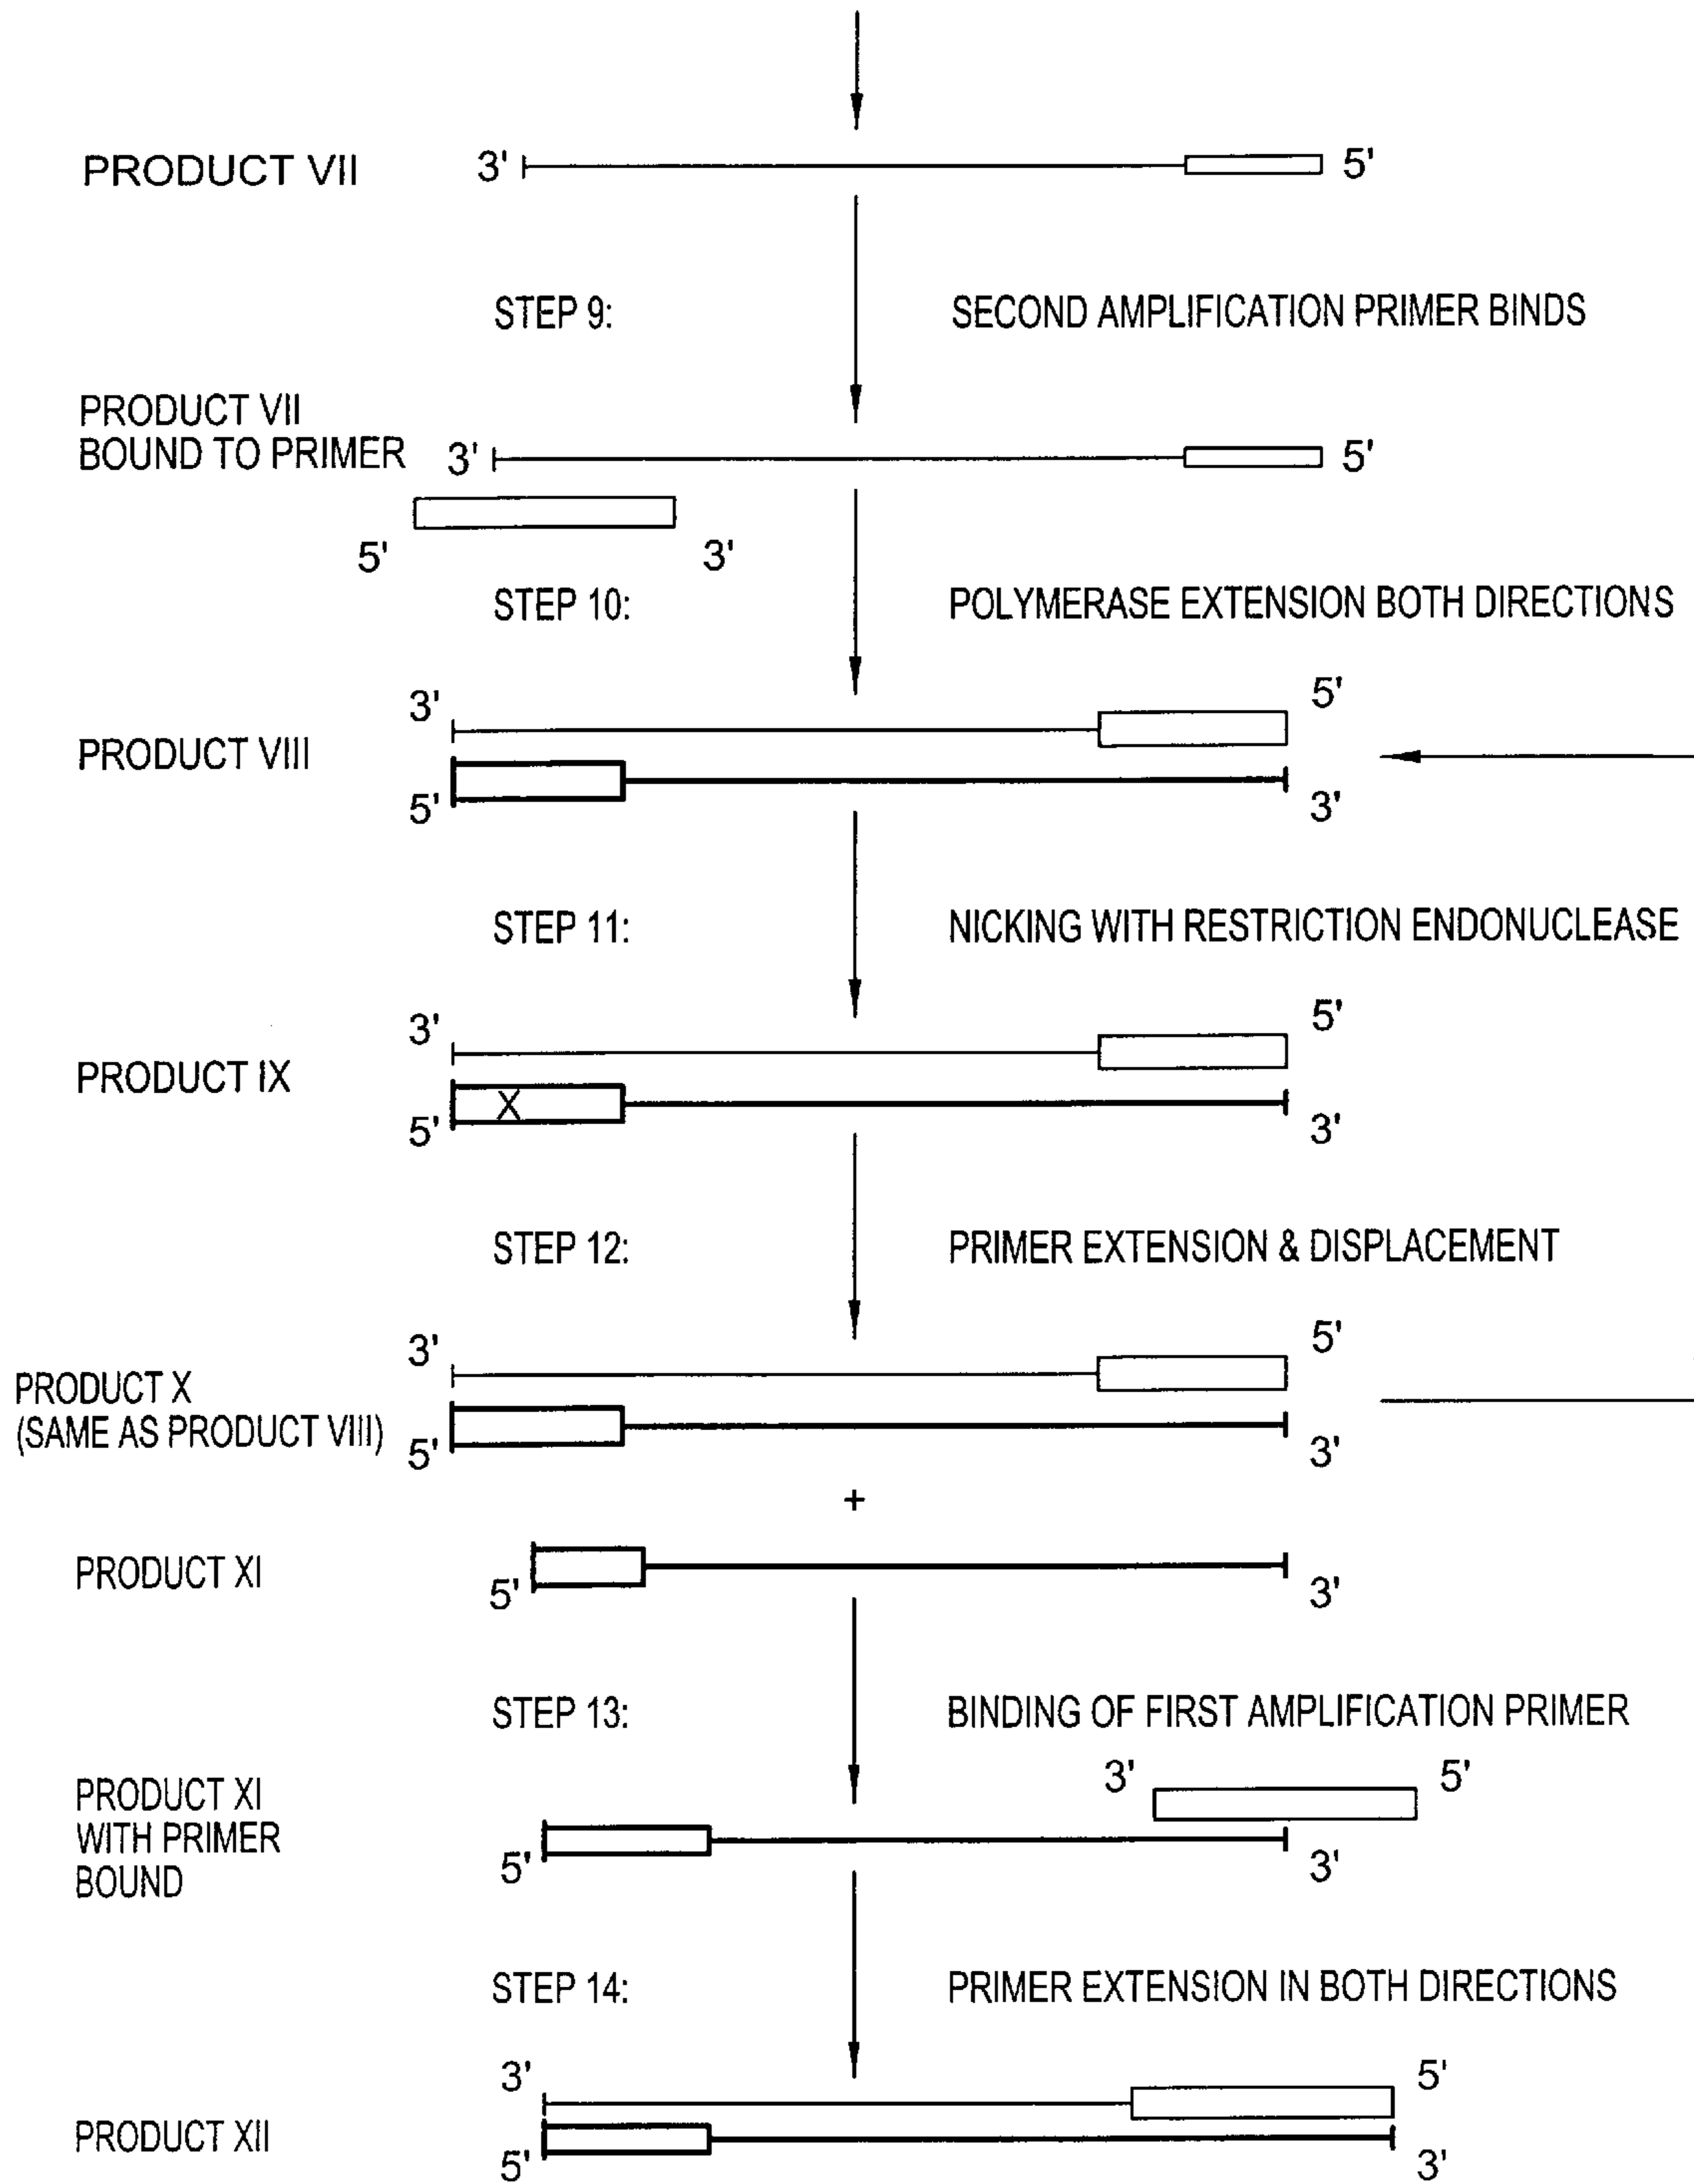 PRODUCT VII 3' 5'
STEP 9: SECOND AMPLIFICATION PRIMER BINDS
PRODUCT VII
BOUND TO PRIMER 3' 5'
5' 3'
STEP 10: POLYMERASE EXTENSION BOTH DIRECTIONS
3' 5'
PRODUCT VIII
5' 3'
STEP 11: NICKING WITH RESTRICTION ENDONUCLEASE
3' 5'
PRODUCT IX
X
5' 3'
STEP 12: PRIMER EXTENSION & DISPLACEMENT
3' 5'
PRODUCT X
(SAME AS PRODUCT VIII)
5' 3'
+
PRODUCT XI
5' 3'
STEP 13: BINDING OF FIRST AMPLIFICATION PRIMER
3' 5'
PRODUCT XI
WITH PRIMER
BOUND
5' 3'
STEP 14: PRIMER EXTENSION IN BOTH DIRECTIONS
3' 5'
PRODUCT XII
5' 3'